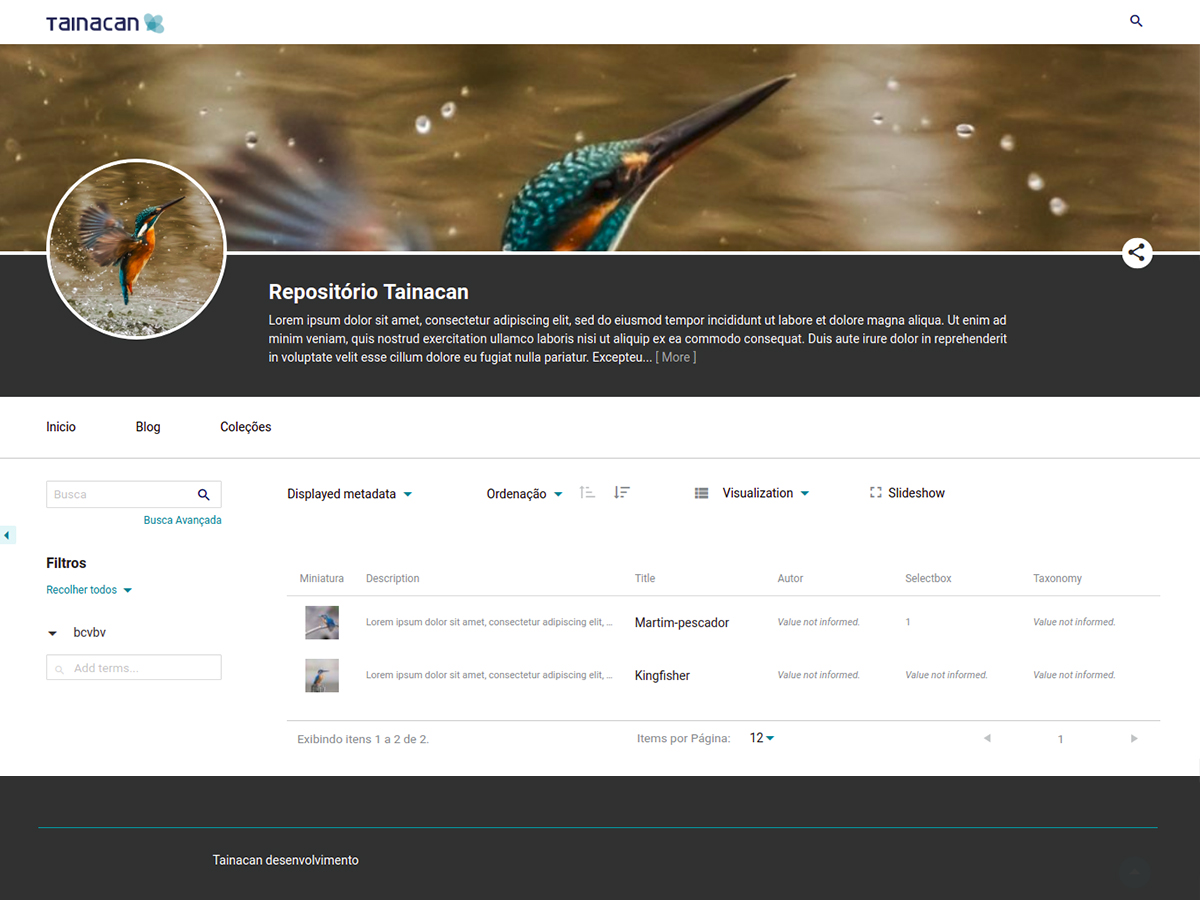 TAINACAN
Repositório Tainacan
Lorem ipsum dolor sit amet, consectetur adipiscing elit, sed do eiusmod tempor incididunt ut labore et dolore magna aliqua. Ut enim ad
minim veniam, quis nostrud exercitation ullamco laboris nisi ut aliquip ex ea commodo consequat. Duis aute irure dolor in reprehenderit
in voluptate velit esse cillum dolore eu fugiat nulla pariatur. Excepteu... [ More ]
Inicio Blog Coleções
Busca
Busca Avançada
Filtros
Recolher todos
bcvbv
Add terms...
Displayed metadata Ordenação Visualization Slideshow
Miniatura Description Title Autor Selectbox Taxonomy
Lorem ipsum dolor sit amet, consectetur adipiscing elit, ... Martim-pescador Value not informed. 1 Value not informed.
Lorem ipsum dolor sit amet, consectetur adipiscing elit, ... Kingfisher Value not informed. Value not informed. Value not informed.
Exibindo itens 1 a 2 de 2. Items por Página: 12 1
Tainacan desenvolvimento